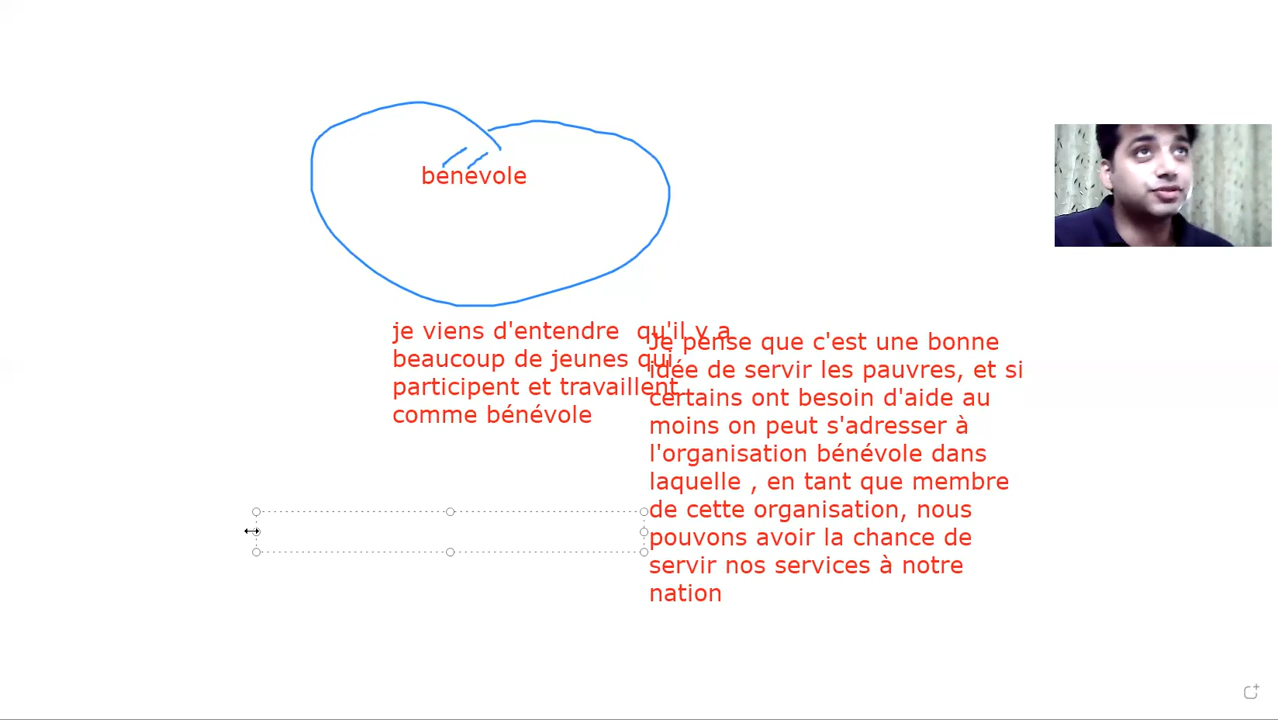 bénévole
je viens d'entendre  qu'il y a
beaucoup de jeunes qui
participent et travaillent
comme bénévole
Je pense que c'est une bonne
idée de servir les pauvres, et si
certains ont besoin d'aide au
moins on peut s'adresser à
l'organisation bénévole dans
laquelle , en tant que membre
de cette organisation, nous
pouvons avoir la chance de
servir nos services à notre
nation